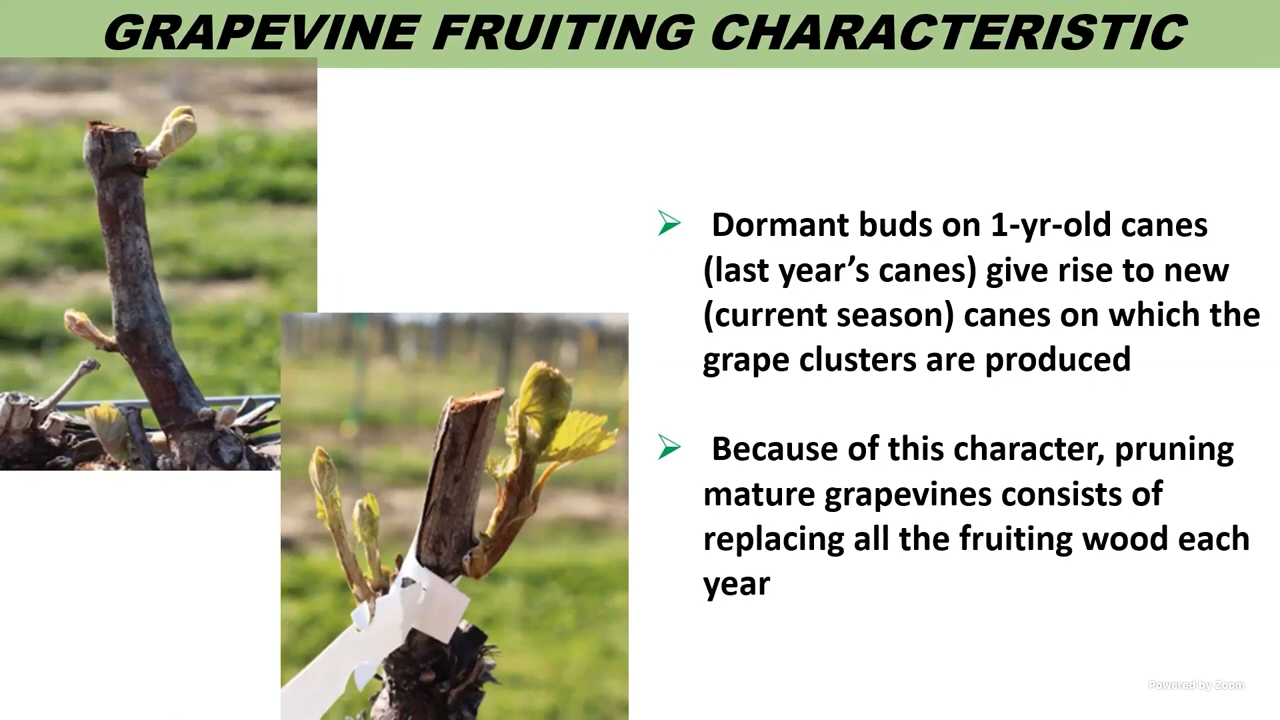 GRAPEVINE FRUITING CHARACTERISTIC
➢ Dormant buds on 1-yr-old canes
(last year’s canes) give rise to new
(current season) canes on which the
grape clusters are produced
➢ Because of this character, pruning
mature grapevines consists of
replacing all the fruiting wood each
year
Powered by Zoom